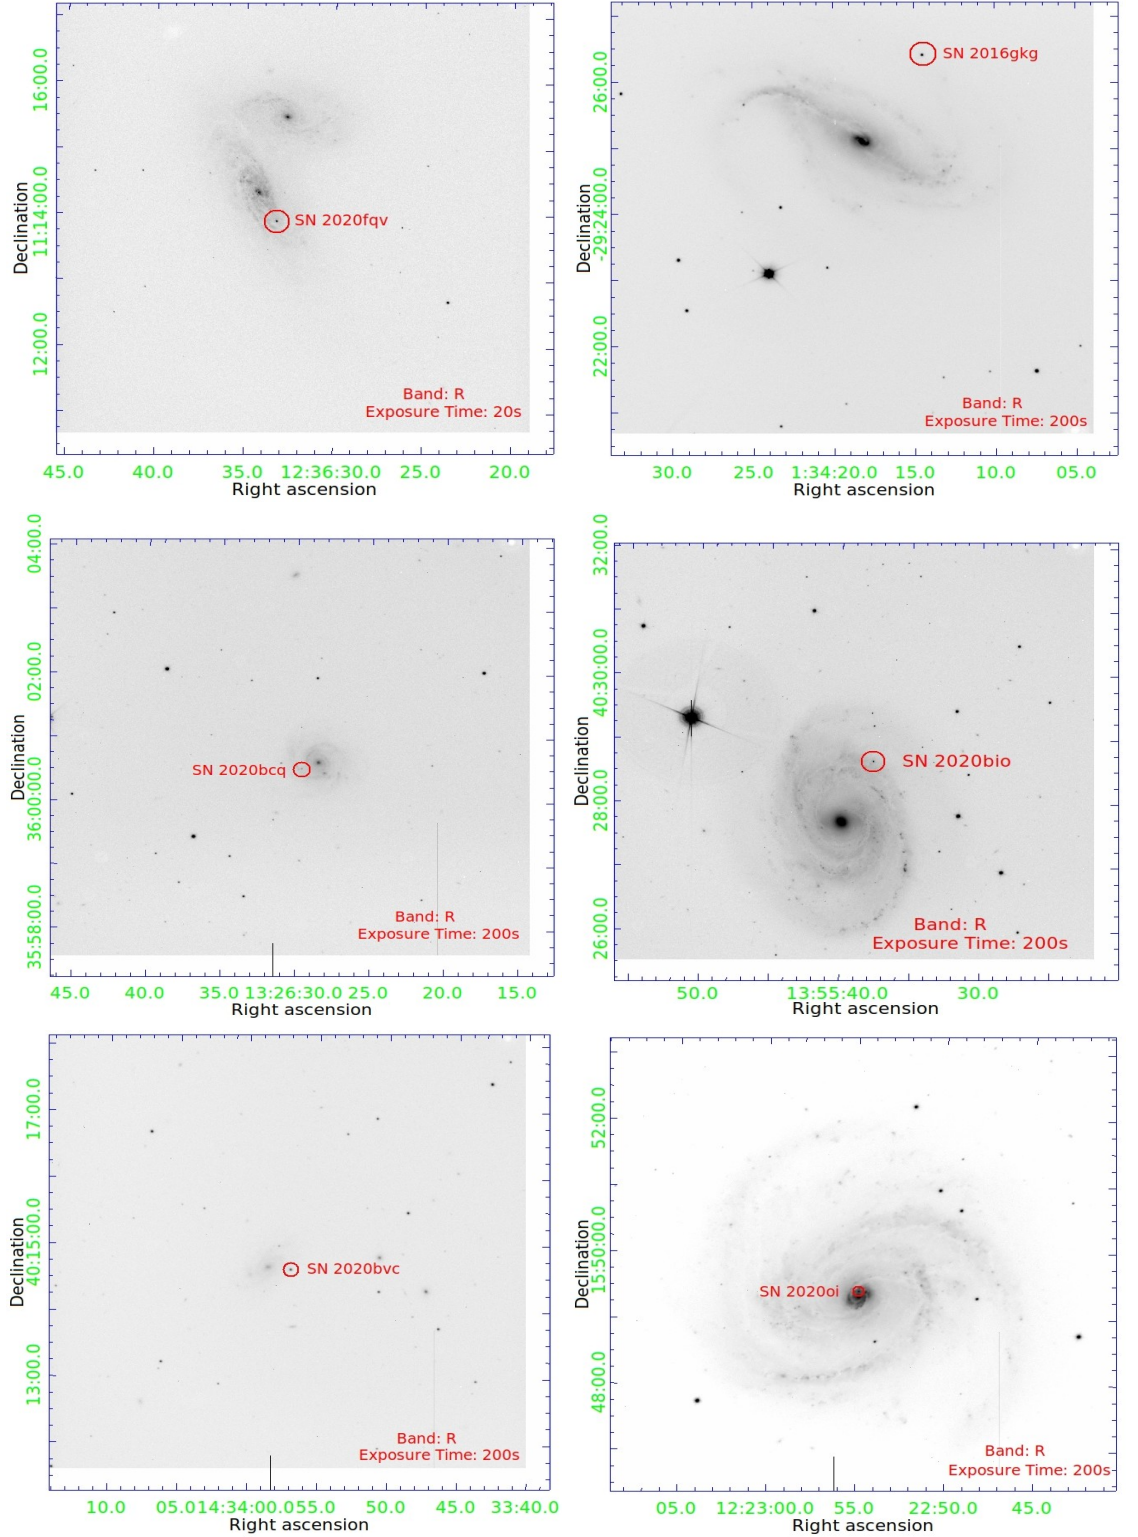 16:00.0
11:14:00.0
12:00.0
Declination
SN 2020fqv
Band: R
Exposure Time: 20s
45.0 40.0 35.0 12:36:30.0 25.0 20.0
Right ascension
26:00.0
-29:24:00.0
22:00.0
Declination
SN 2016gkg
Band: R
Exposure Time: 200s
30.0 25.0 1:34:20.0 15.0 10.0 05.0
Right ascension
04:00.0
02:00.0
36:00:00.0
35:58:00.0
Declination
SN 2020bcq
Band: R
Exposure Time: 200s
45.0 40.0 35.0 13:26:30.0 25.0 20.0 15.0
Right ascension
32:00.0
40:30:00.0
28:00.0
26:00.0
Declination
SN 2020bio
Band: R
Exposure Time: 200s
50.0 13:55:40.0 30.0
Right ascension
17:00.0
40:15:00.0
13:00.0
Declination
SN 2020bvc
Band: R
Exposure Time: 200s
10.0 05.0 14:34:00.0 55.0 50.0 45.0 33:40.0
Right ascension
52:00.0
15:50:00.0
48:00.0
Declination
SN 2020oi
Band: R
Exposure Time: 200s
05.0 12:23:00.0 55.0 22:50.0 45.0
Right ascension